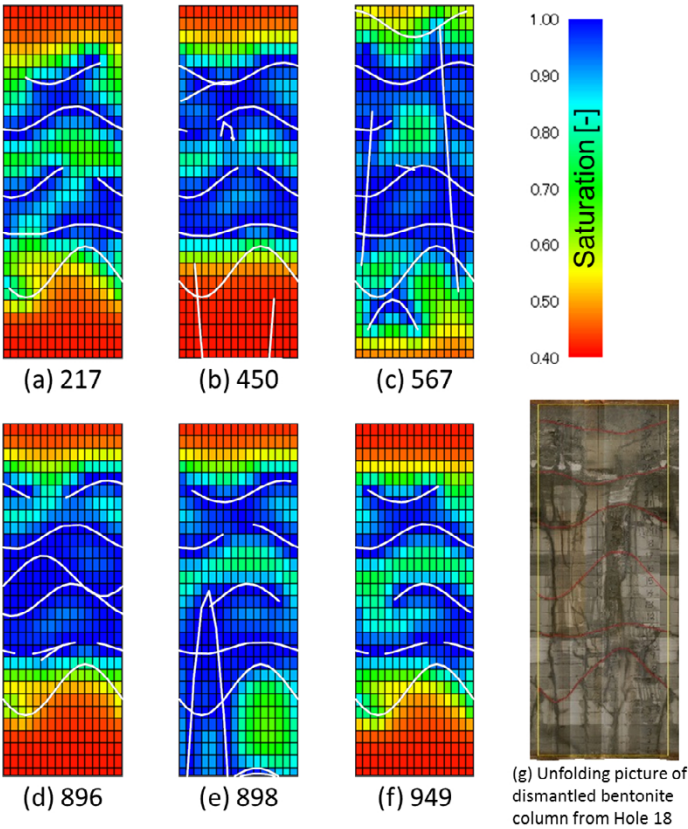 1.00
0.90
0.80
0.70
0.60
0.50
0.40
Saturation [-]
(a) 217
(b) 450
(c) 567
(d) 896
(e) 898
(f) 949
(g) Unfolding picture of
dismantled bentonite
column from Hole 18